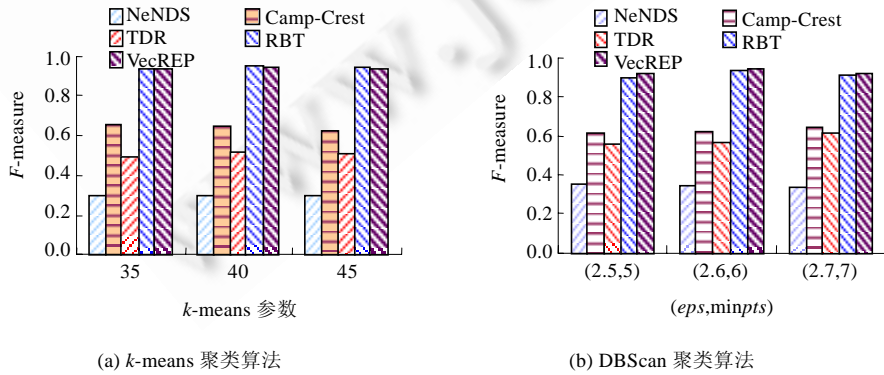 NeNDS
Camp-Crest
TDR
RBT
VecREP
1.0
0.8
0.6
0.4
0.2
0.0
F-measure
35
40
45
k-means 参数
(a) k-means 聚类算法
NeNDS
Camp-Crest
TDR
RBT
VecREP
1.0
0.8
0.6
0.4
0.2
0.0
F-measure
(2.5,5)
(2.6,6)
(2.7,7)
(eps,minpts)
(b) DBScan 聚类算法